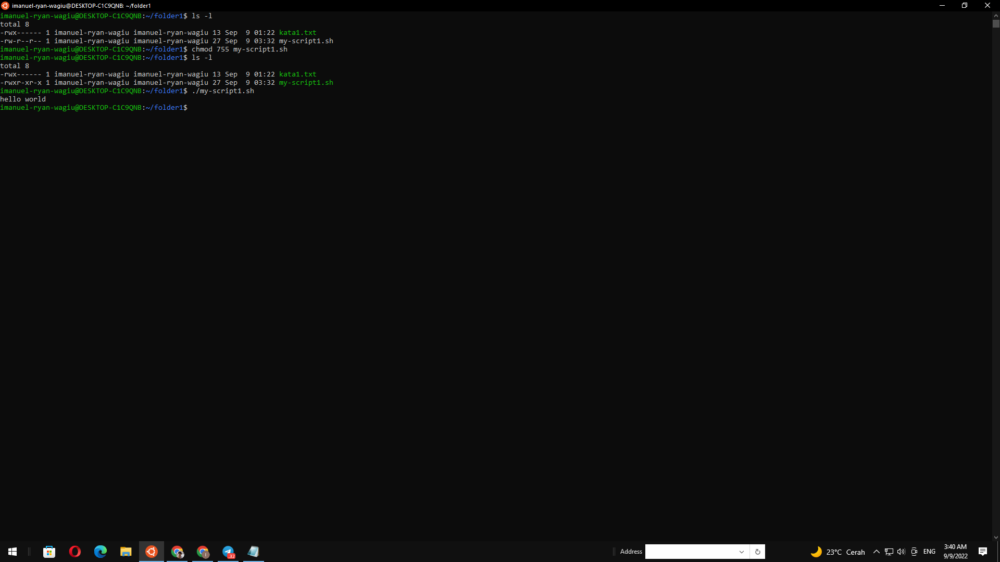 imanuel-ryan-wagiu@DESKTOP-C1C9QNB: ~/folder1
imanuel-ryan-wagiu@DESKTOP-C1C9QNB:~/folder1$ ls -l
total 8
-rwx------ 1 imanuel-ryan-wagiu imanuel-ryan-wagiu 13 Sep  9 01:22 kata1.txt
-rw-r--r-- 1 imanuel-ryan-wagiu imanuel-ryan-wagiu 27 Sep  9 03:32 my-script1.sh
imanuel-ryan-wagiu@DESKTOP-C1C9QNB:~/folder1$ chmod 755 my-script1.sh
imanuel-ryan-wagiu@DESKTOP-C1C9QNB:~/folder1$ ls -l
total 8
-rwx------ 1 imanuel-ryan-wagiu imanuel-ryan-wagiu 13 Sep  9 01:22 kata1.txt
-rwxr-xr-x 1 imanuel-ryan-wagiu imanuel-ryan-wagiu 27 Sep  9 03:32 my-script1.sh
imanuel-ryan-wagiu@DESKTOP-C1C9QNB:~/folder1$ ./my-script1.sh
hello world
imanuel-ryan-wagiu@DESKTOP-C1C9QNB:~/folder1$
.32
Address
23°C Cerah
ENG
3:40 AM
9/9/2022